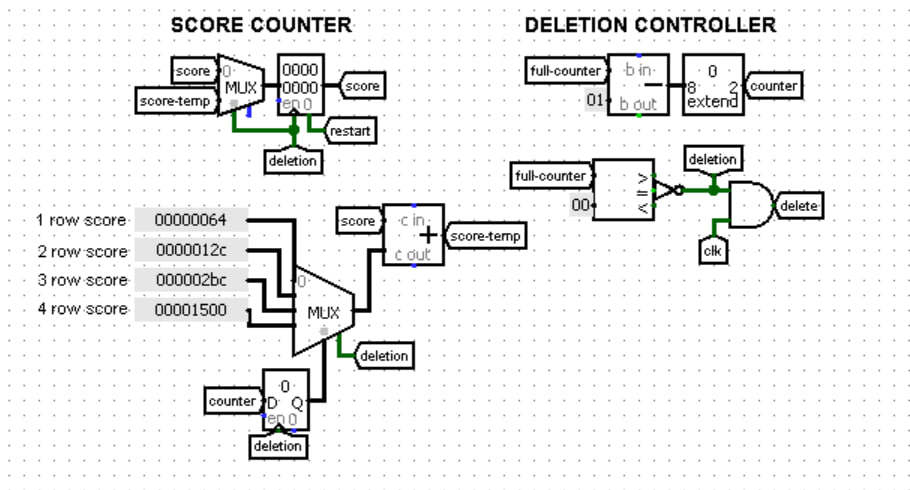 SCORE COUNTER
score
0
MUX
score-temp
0000
0000
en 0
score
restart
deletion
1 row score 00000064
2 row score 0000012c
3 row score 000002bc
4 row score 00001500
0
MUX
score
c in
+
c out
score-temp
deletion
counter
0
D Q
en 0
deletion
DELETION CONTROLLER
full-counter
01
b in
b out
0
8 2
extend
counter
full-counter
00
>
=
<
deletion
delete
clk